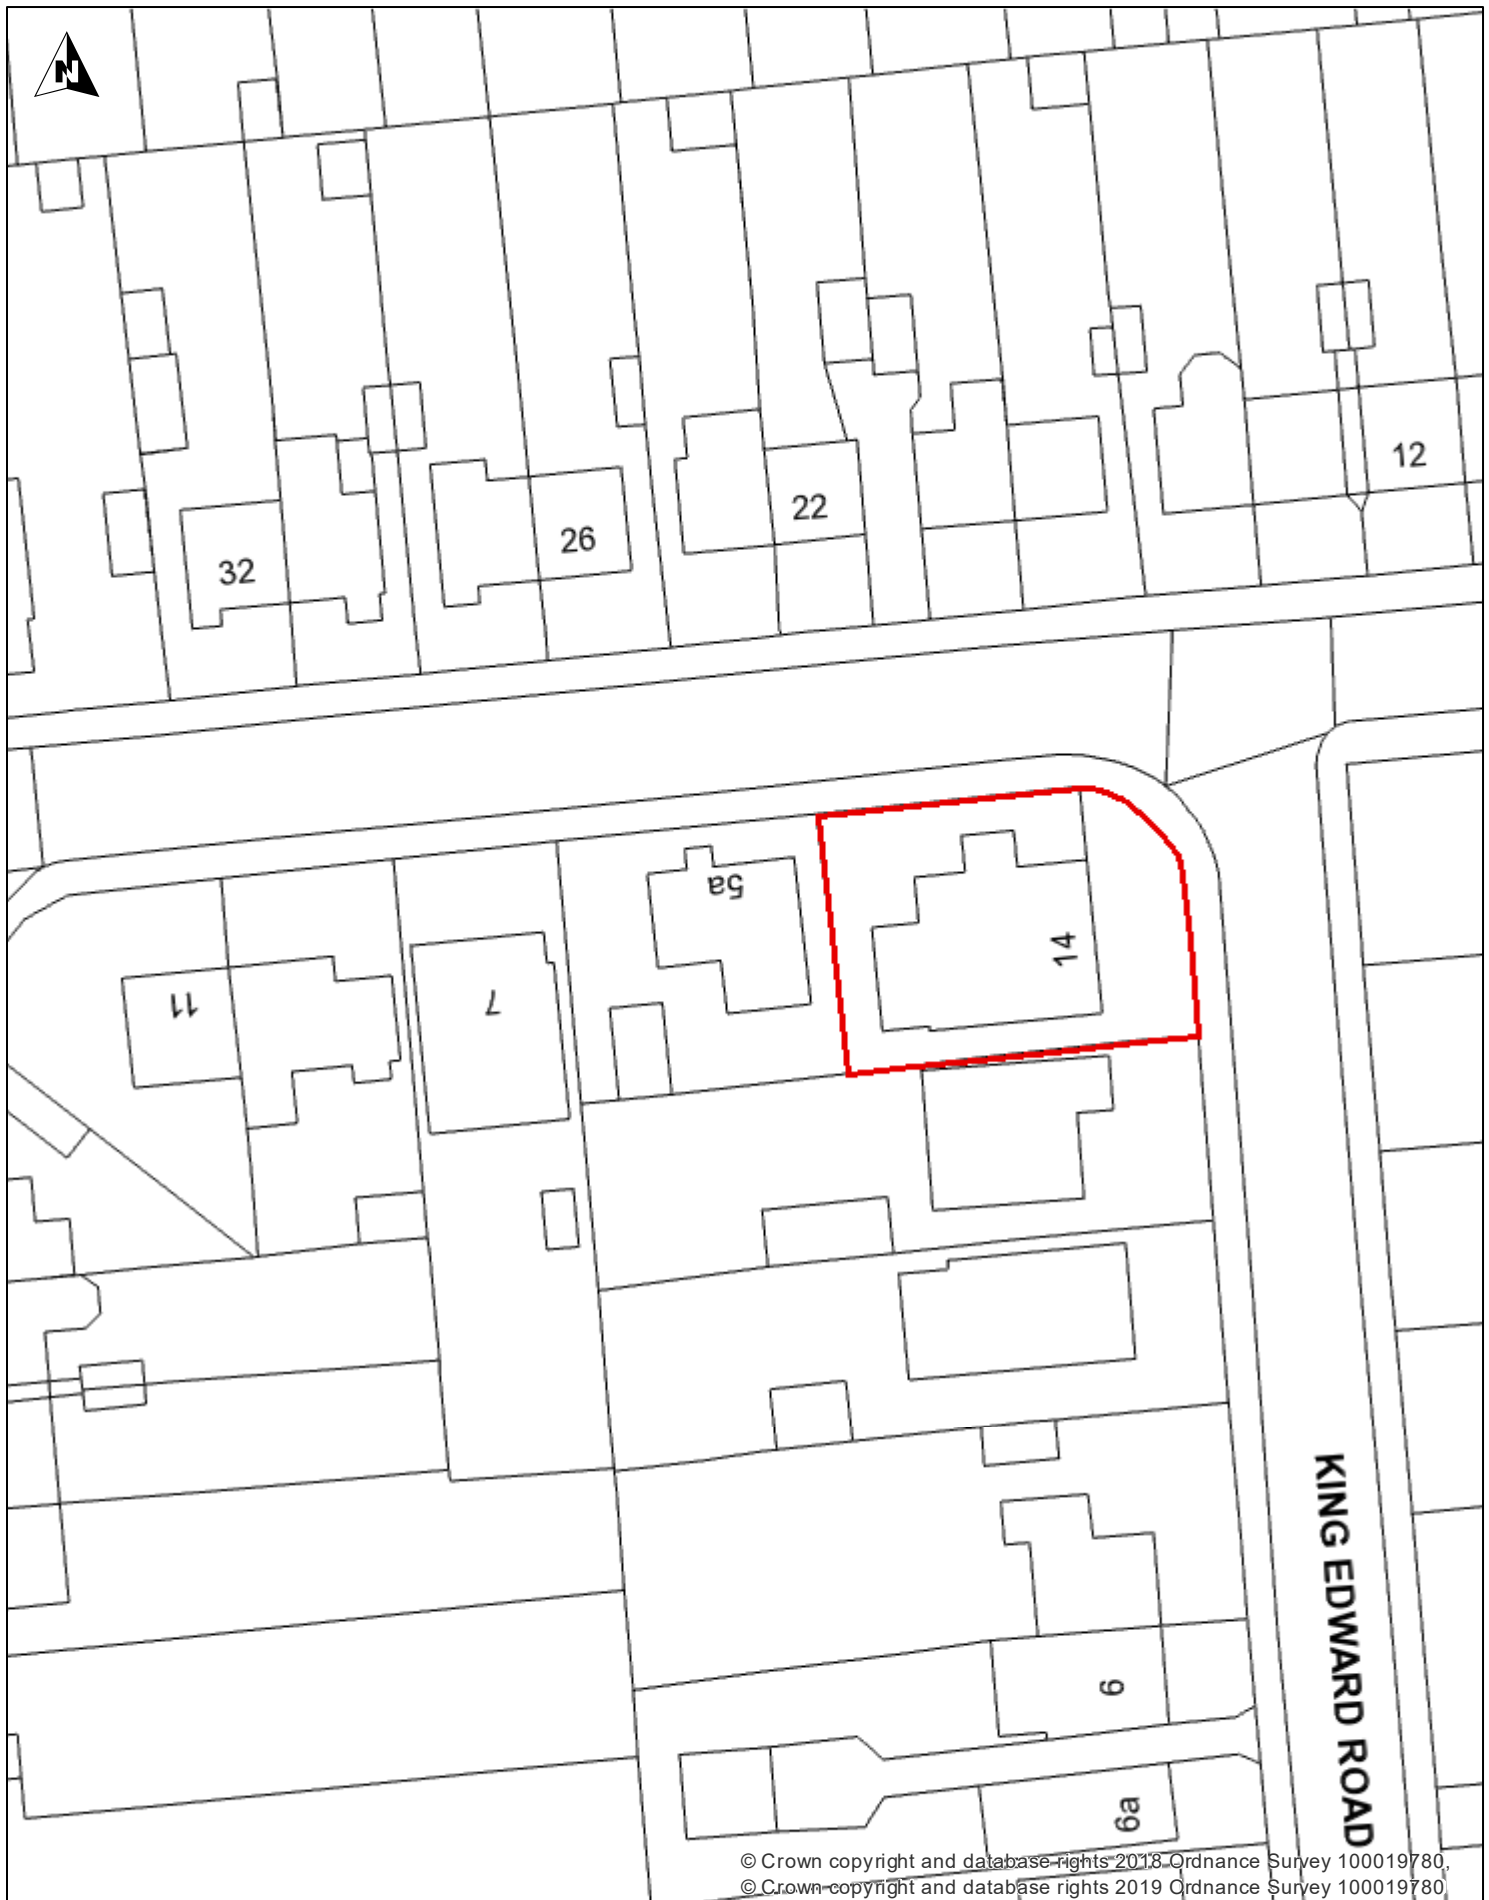 N
12
22
26
32
5a
14
11
7
KING EDWARD ROAD
6
6a
© Crown copyright and database rights 2018 Ordnance Survey 100019780,
© Crown copyright and database rights 2019 Ordnance Survey 100019780